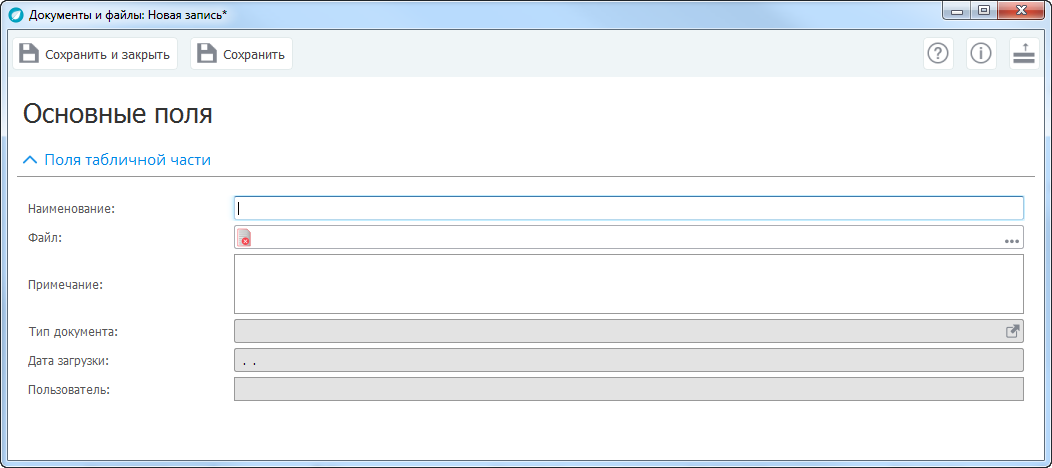 Документы и файлы: Новая запись*
Сохранить и закрыть
Сохранить
Основные поля
Поля табличной части
Наименование:
Файл:
Примечание:
Тип документа:
Дата загрузки:
. .
Пользователь: